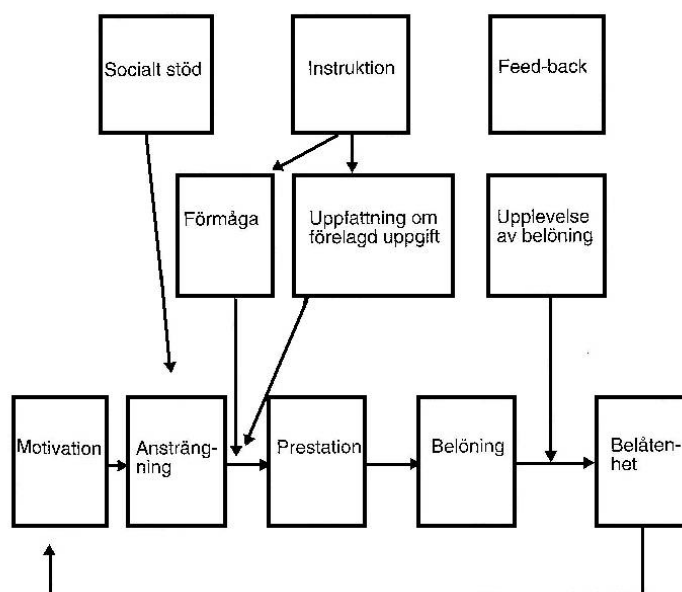 Socialt stöd
Instruktion
Feed-back
Förmåga
Uppfattning om
förelagd uppgift
Upplevelse
av belöning
Motivation
Ansträng-
ning
Prestation
Belöning
Belåten-
het